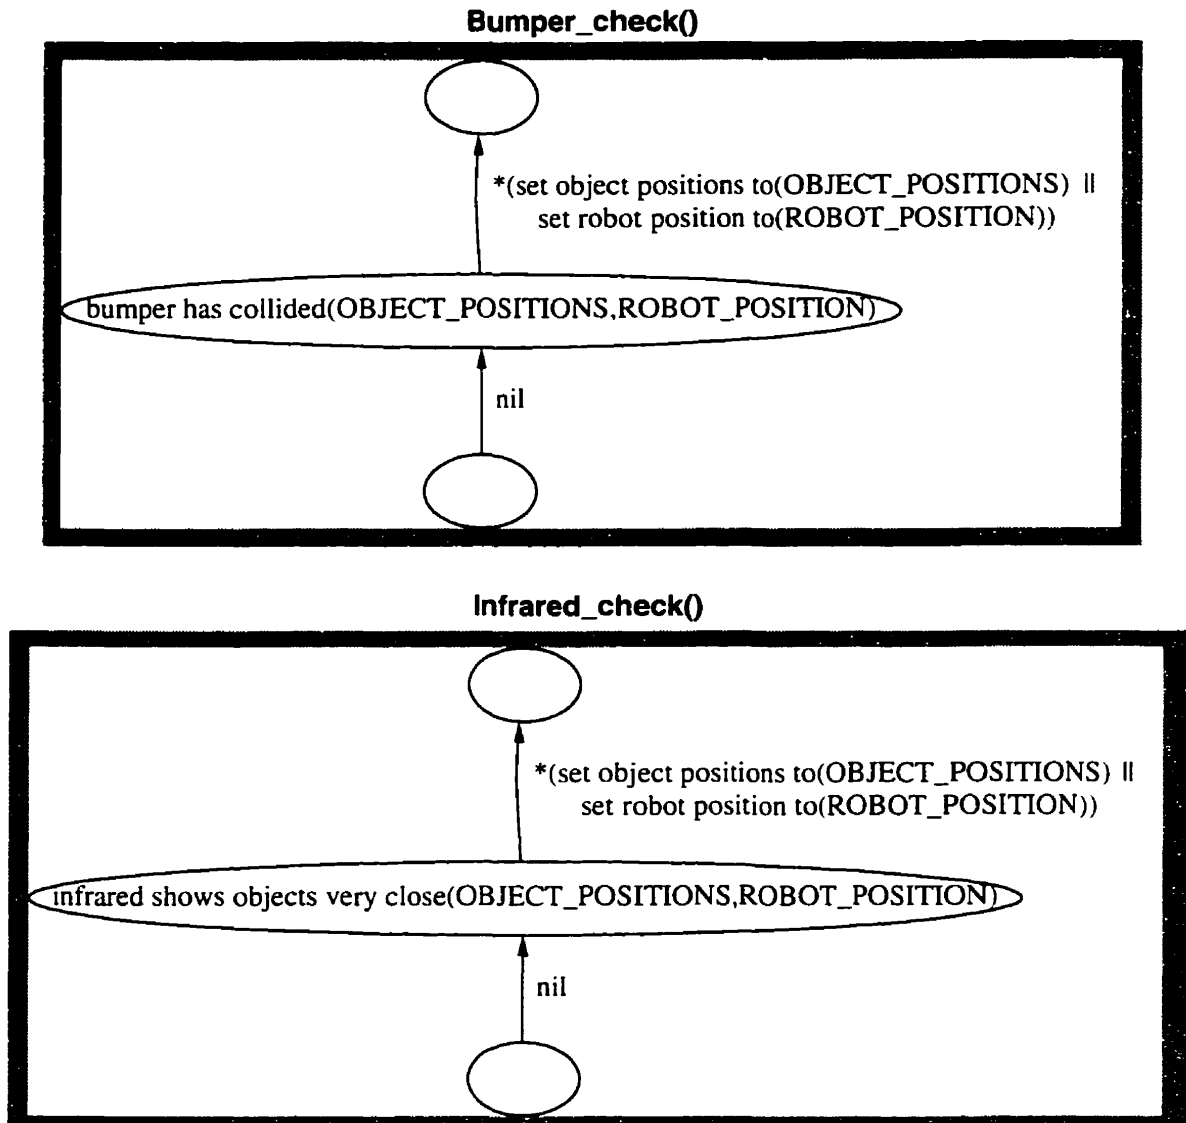 Bumper_check()
*(set object positions to(OBJECT_POSITIONS) ||
set robot position to(ROBOT_POSITION))
bumper has collided(OBJECT_POSITIONS,ROBOT_POSITION)
nil
Infrared_check()
*(set object positions to(OBJECT_POSITIONS) ||
set robot position to(ROBOT_POSITION))
infrared shows objects very close(OBJECT_POSITIONS,ROBOT_POSITION)
nil